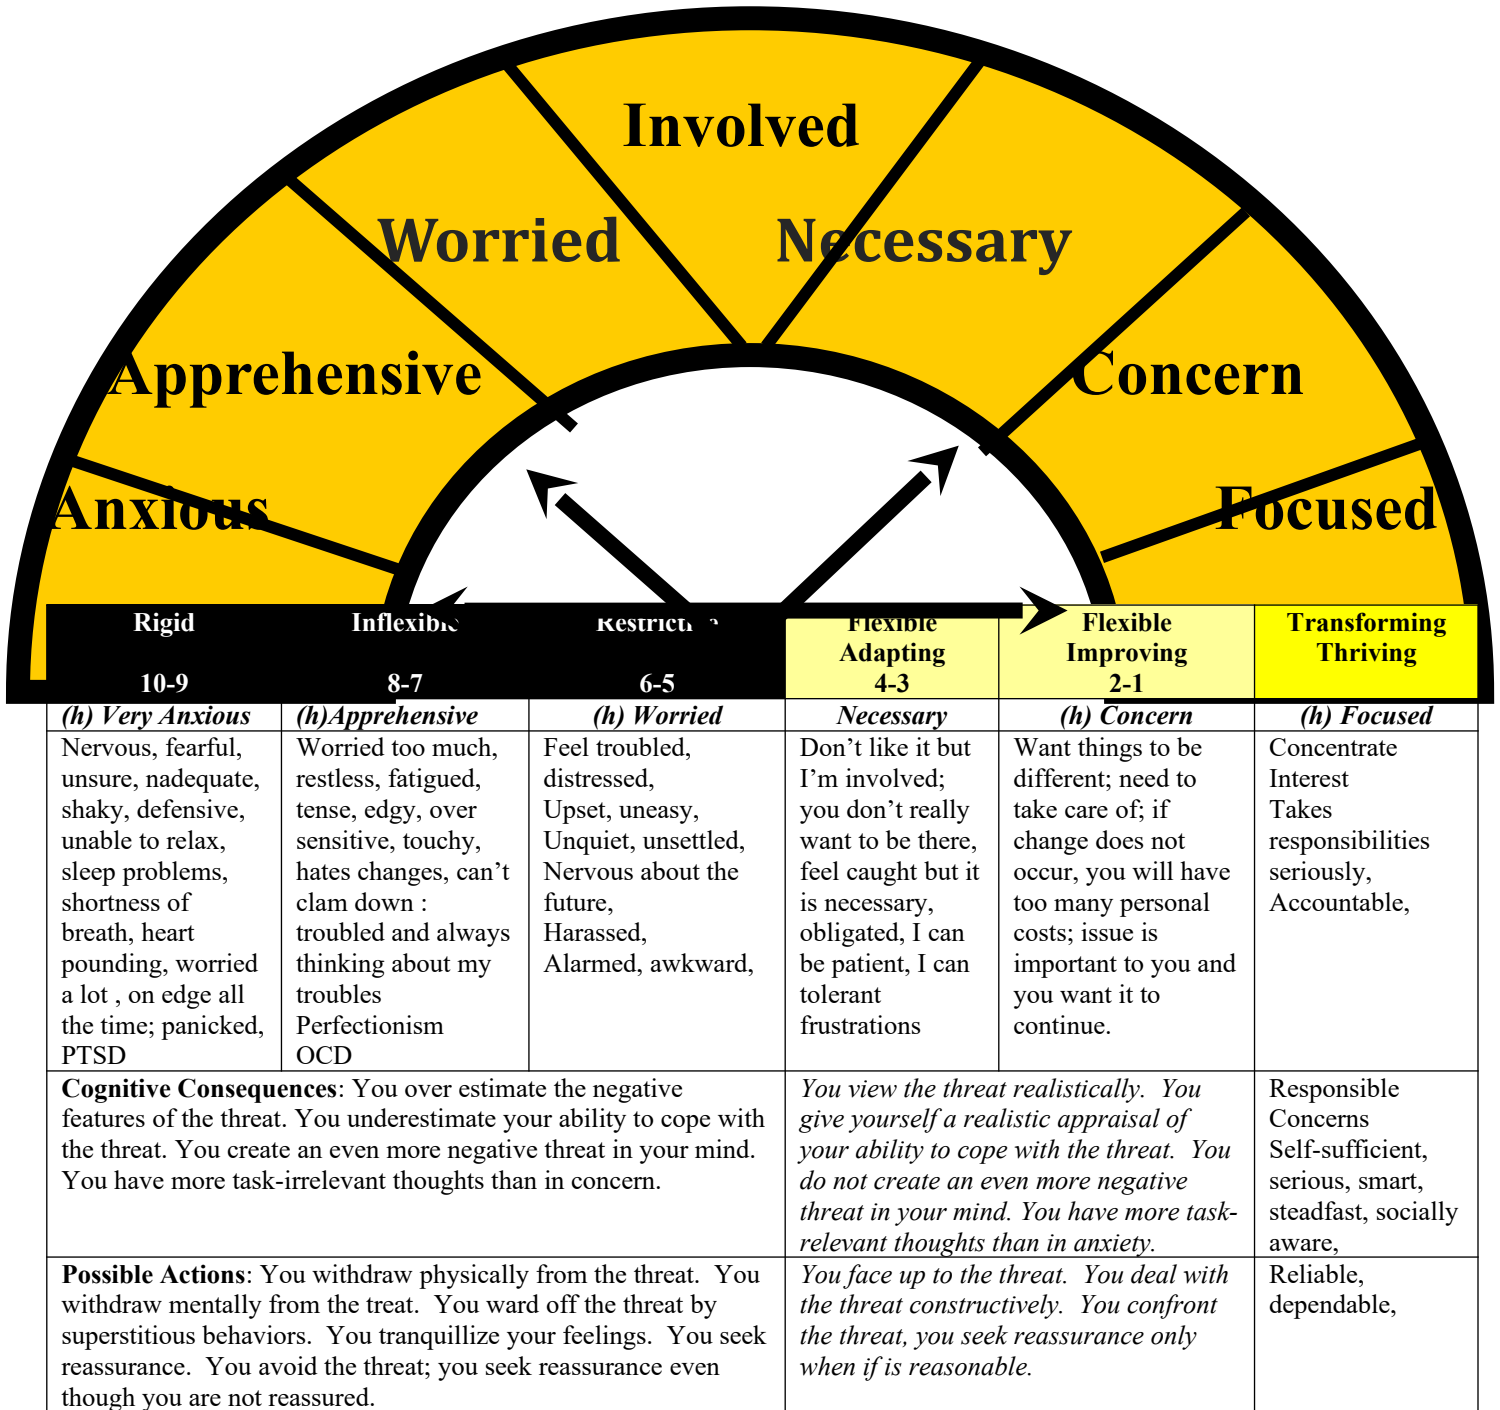 Involved
Worried
Necessary
Apprehensive
Concern
Anxious
Focused
Rigid
10-9
Inflexible
8-7
Restrictive
6-5
Flexible
Adapting
4-3
Flexible
Improving
2-1
Transforming
Thriving
(h) Very Anxious
(h)Apprehensive
(h) Worried
Necessary
(h) Concern
(h) Focused
Nervous, fearful,
unsure, nadequate,
shaky, defensive,
unable to relax,
sleep problems,
shortness of
breath, heart
pounding, worried
a lot , on edge all
the time; panicked,
PTSD
Worried too much,
restless, fatigued,
tense, edgy, over
sensitive, touchy,
hates changes, can't
clam down :
troubled and always
thinking about my
troubles
Perfectionism
OCD
Feel troubled,
distressed,
Upset, uneasy,
Unquiet, unsettled,
Nervous about the
future,
Harassed,
Alarmed, awkward,
Don't like it but
I'm involved;
you don't really
want to be there,
feel caught but it
is necessary,
obligated, I can
be patient, I can
tolerant
frustrations
Want things to be
different; need to
take care of; if
change does not
occur, you will have
too many personal
costs; issue is
important to you and
you want it to
continue.
Concentrate
Interest
Takes
responsibilities
seriously,
Accountable,
Cognitive Consequences: You over estimate the negative
features of the threat. You underestimate your ability to cope with
the threat. You create an even more negative threat in your mind.
You have more task-irrelevant thoughts than in concern.
You view the threat realistically. You
give yourself a realistic appraisal of
your ability to cope with the threat. You
do not create an even more negative
threat in your mind. You have more task-
relevant thoughts than in anxiety.
Responsible
Concerns
Self-sufficient,
serious, smart,
steadfast, socially
aware,
Possible Actions: You withdraw physically from the threat. You
withdraw mentally from the treat. You ward off the threat by
superstitious behaviors. You tranquillize your feelings. You seek
reassurance. You avoid the threat; you seek reassurance even
though you are not reassured.
You face up to the threat. You deal with
the threat constructively. You confront
the threat, you seek reassurance only
when if is reasonable.
Reliable,
dependable,